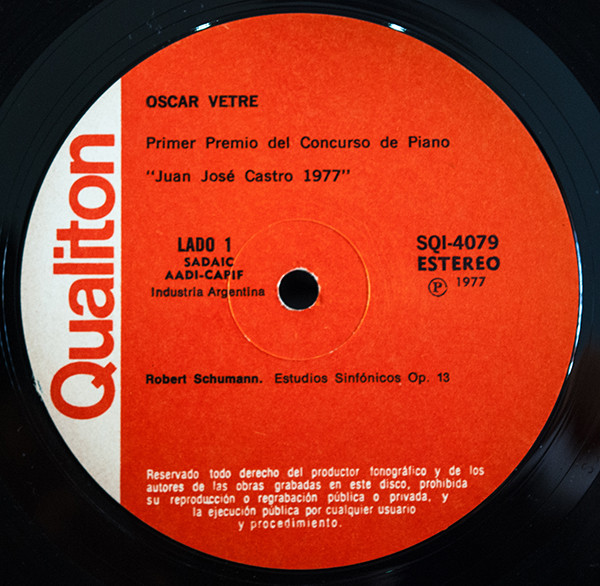 Qualiton
OSCAR VETRE
Primer Premio del Concurso de Piano
"Juan José Castro 1977"
LADO 1
SADAIC
AADI-CAPIF
Industria Argentina
SQI-4079
ESTEREO
Ⓟ 1977
Robert Schumann. Estudios Sinfónicos Op. 13
Reservado todo derecho del productor fonográfico y de los
autores de las obras grabadas en este disco, prohibida
su reproducción o regrabación pública o privada, y
la ejecución pública por cualquier usuario
y procedimiento.